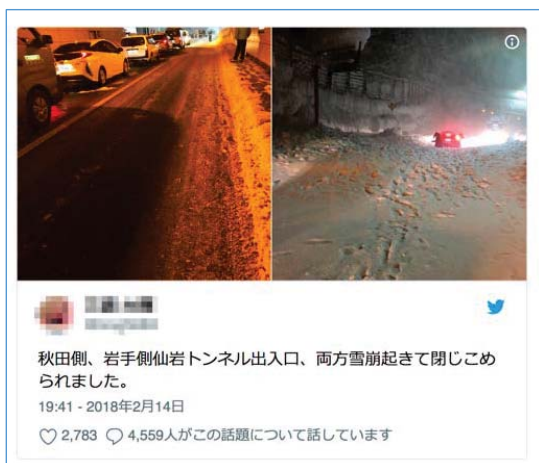 秋田側、岩手側仙岩トンネル出入口、両方雪崩起きて閉じこめ
られました。
19:41 - 2018年2月14日
2,783 4,559人がこの話題について話しています